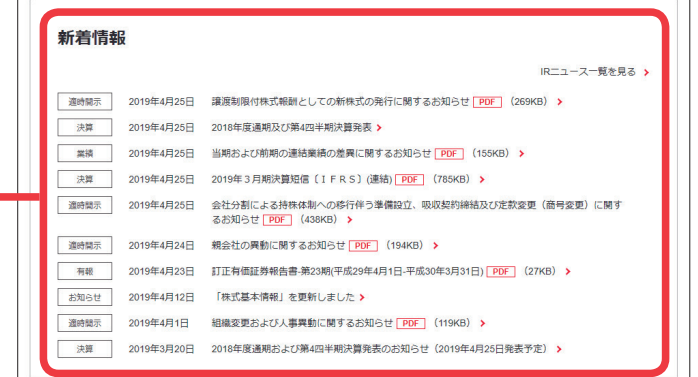 新着情報
IRニュース一覧を見る >
適時開示 2019年4月25日 譲渡制限付株式報酬としての新株式の発行に関するお知らせ PDF (269KB) >
決算 2019年4月25日 2018年度通期及び第4四半期決算発表 >
業績 2019年4月25日 当期および前期の連結業績の差異に関するお知らせ PDF (155KB) >
決算 2019年4月25日 2019年3月期決算短信〔ＩＦＲＳ〕(連結) PDF (785KB) >
適時開示 2019年4月25日 会社分割による持株体制への移行伴う準備設立、吸収契約締結及び定款変更（商号変更）に関す
るお知らせ PDF (438KB) >
適時開示 2019年4月24日 親会社の異動に関するお知らせ PDF (194KB) >
有報 2019年4月23日 訂正有価証券報告書-第23期(平成29年4月1日-平成30年3月31日) PDF (27KB) >
お知らせ 2019年4月12日 「株式基本情報」を更新しました >
適時開示 2019年4月1日 組織変更および人事異動に関するお知らせ PDF (119KB) >
決算 2019年3月20日 2018年度通期および第4四半期決算発表のお知らせ（2019年4月25日発表予定） >